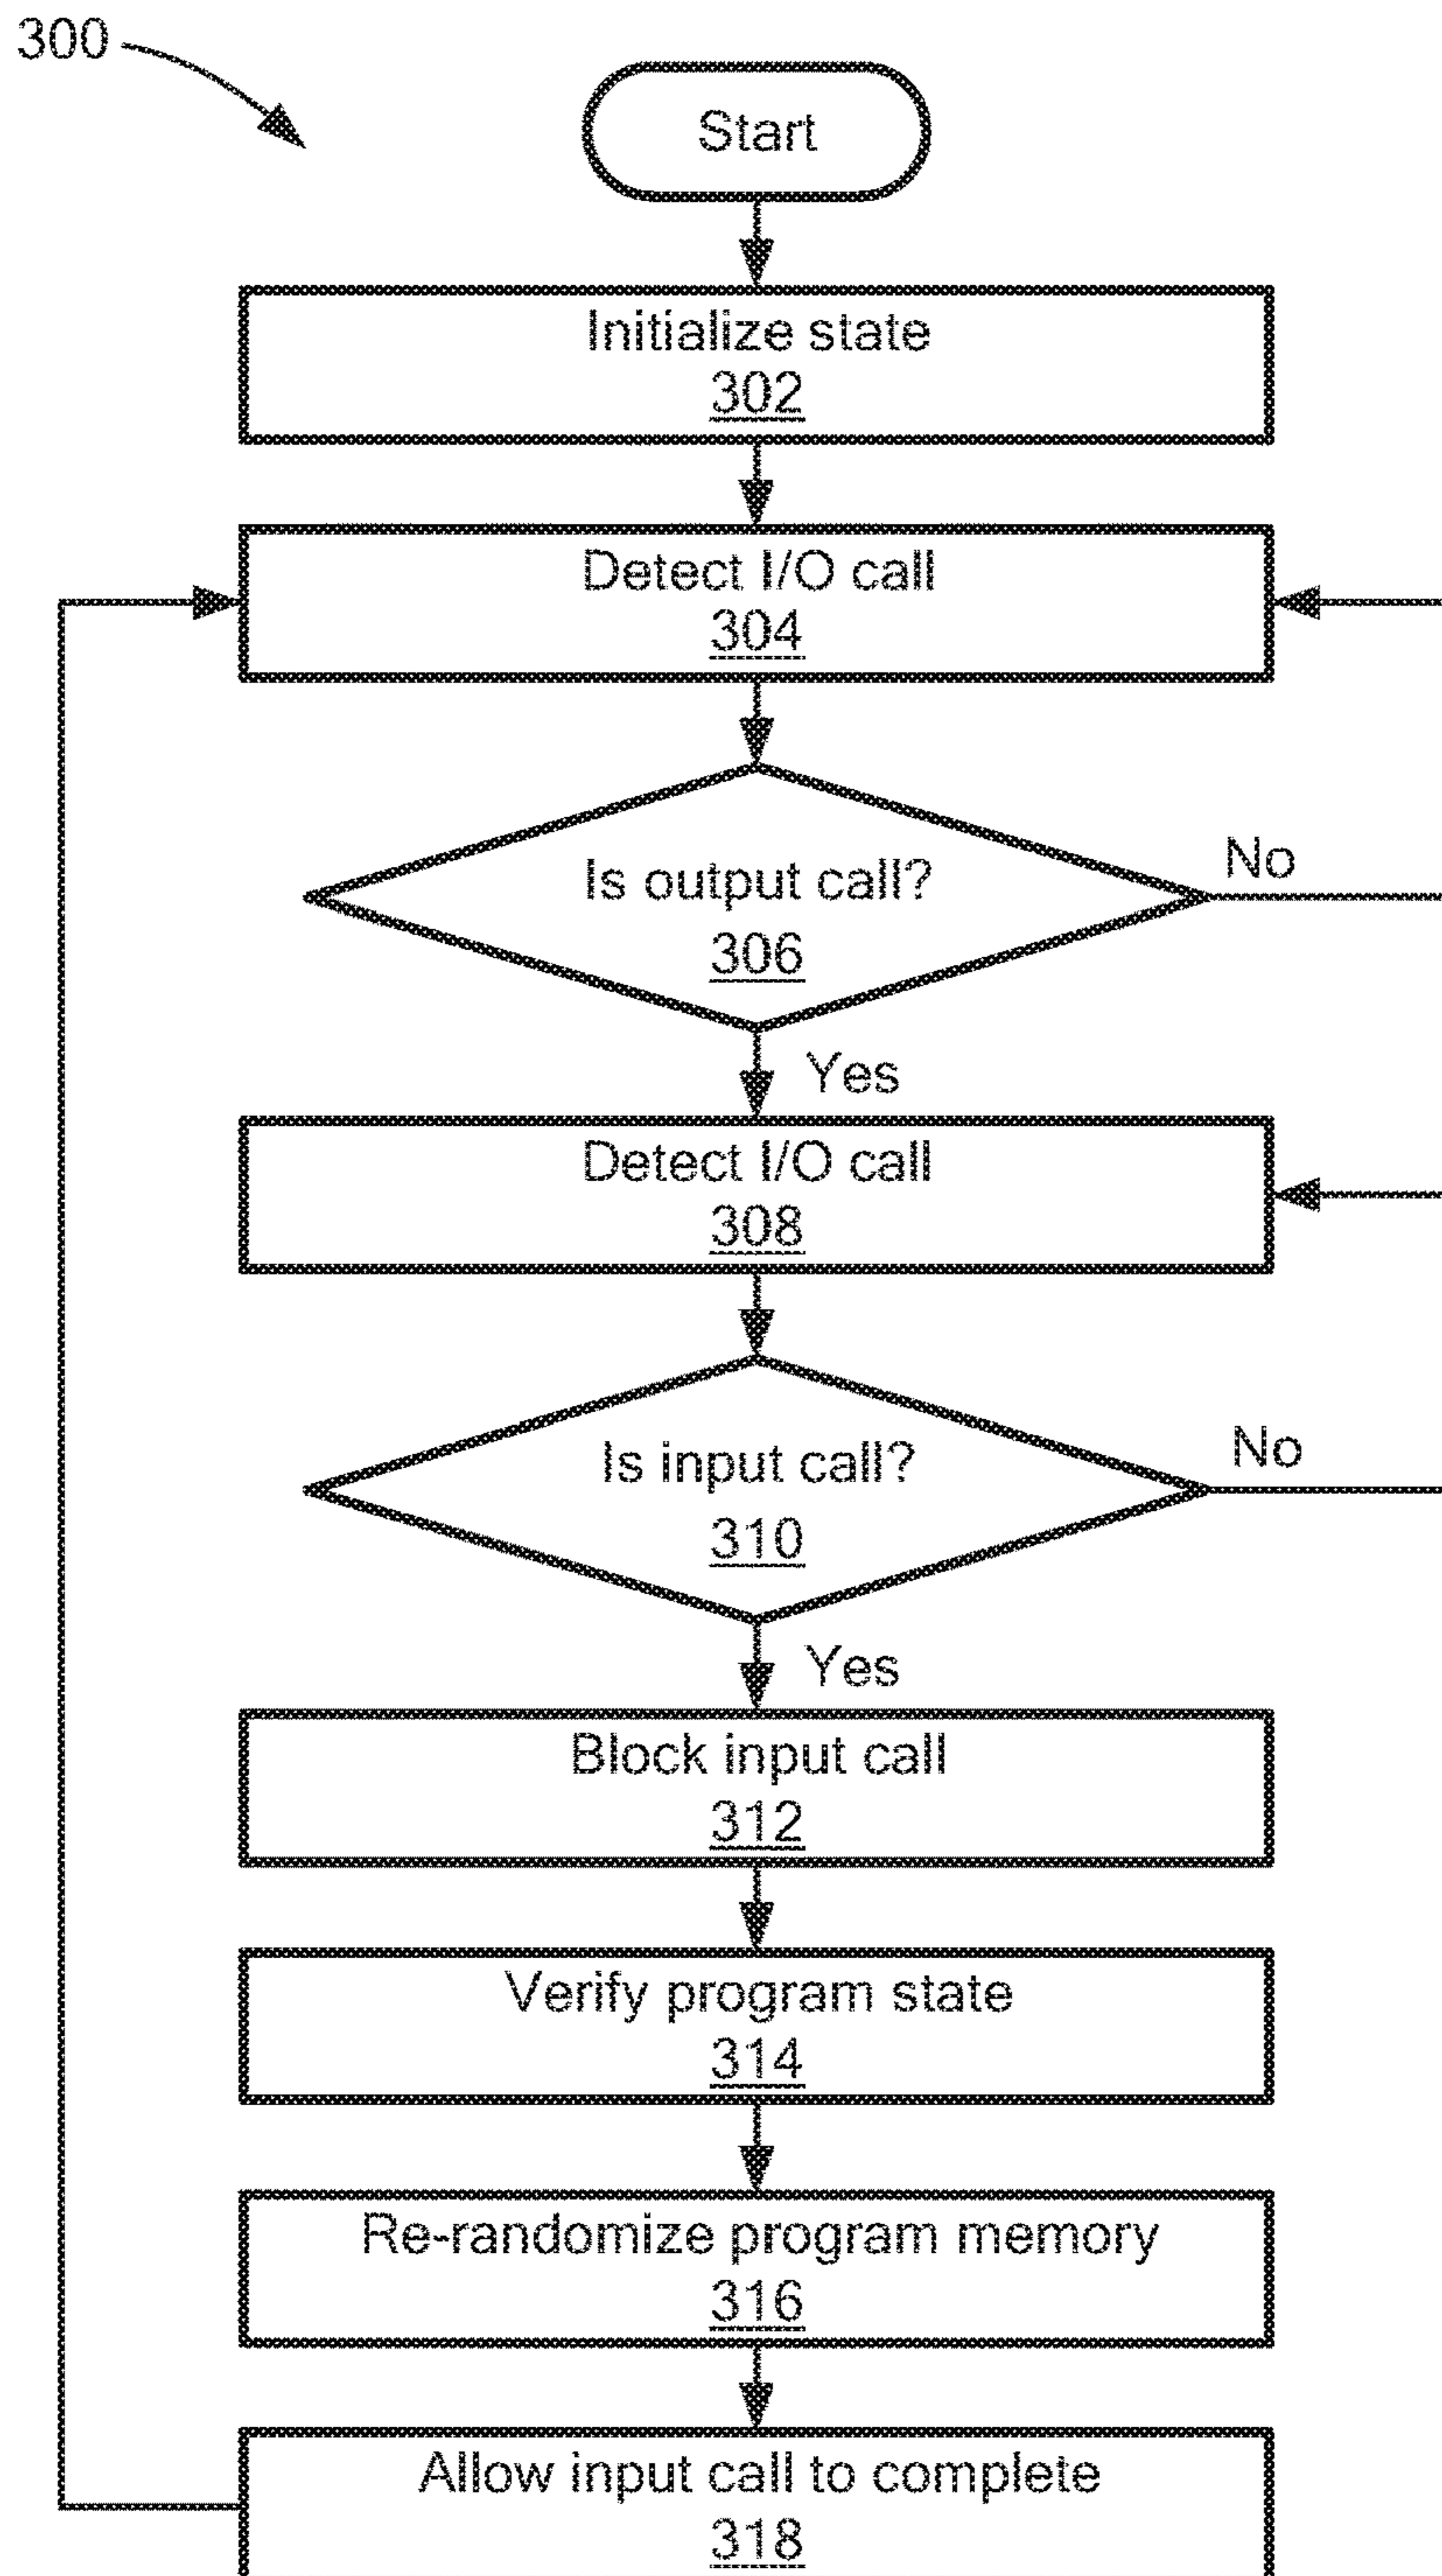 300
Start
Initialize state
302
Detect I/O call
304
Is output call?
306
No
Yes
Detect I/O call
308
Is input call?
310
No
Yes
Block input call
312
Verify program state
314
Re-randomize program memory
316
Allow input call to complete
318